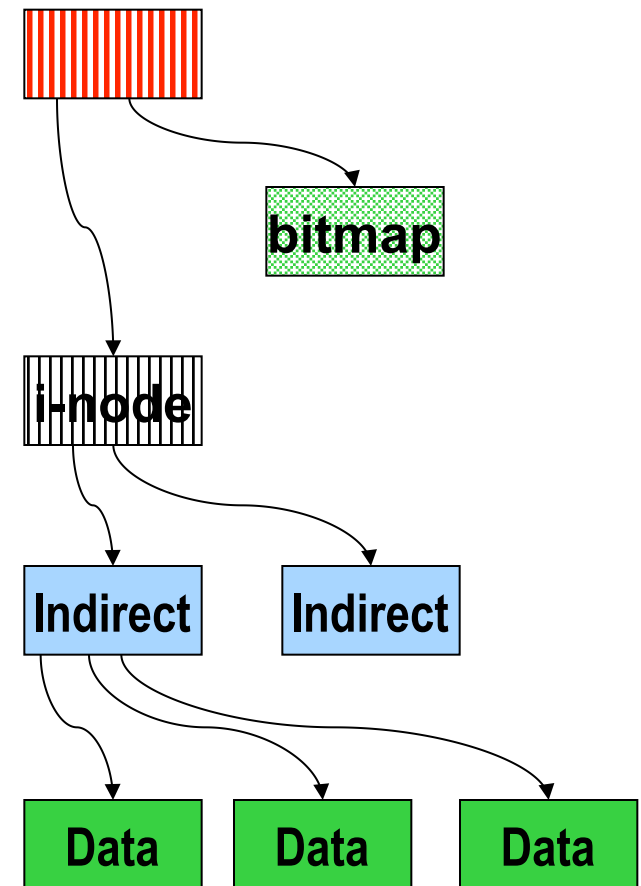 bitmap
i-node
Indirect
Indirect
Data
Data
Data